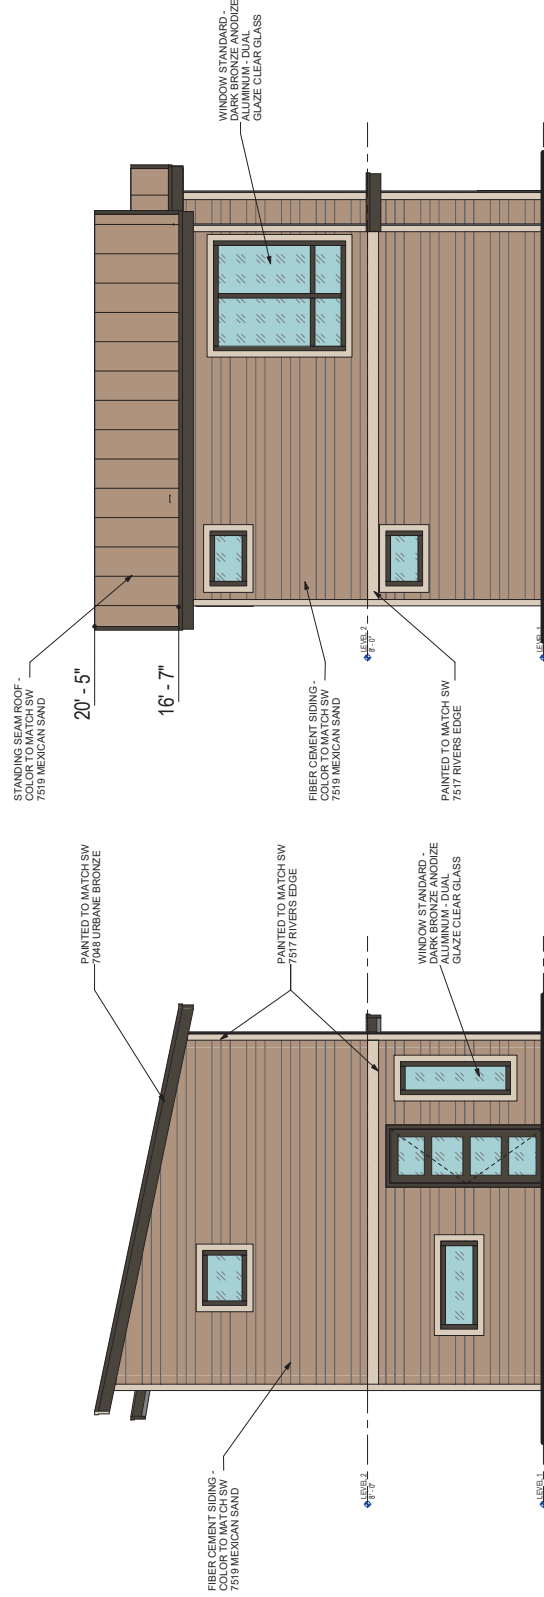 FIBER CEMENT SIDING -
COLOR TO MATCH SW
7519 MEXICAN SAND
PAINTED TO MATCH SW
7048 URBANE BRONZE
PAINTED TO MATCH SW
7517 RIVERS EDGE
WINDOW STANDARD -
DARK BRONZE ANODIZE
ALUMINUM - DUAL
GLAZE CLEAR GLASS
LEVEL 2
8' - 0"
LEVEL 1
STANDING SEAM ROOF -
COLOR TO MATCH SW
7519 MEXICAN SAND
20' - 5"
16' - 7"
FIBER CEMENT SIDING -
COLOR TO MATCH SW
7519 MEXICAN SAND
PAINTED TO MATCH SW
7517 RIVERS EDGE
WINDOW STANDARD -
DARK BRONZE ANODIZE
ALUMINUM - DUAL
GLAZE CLEAR GLASS
LEVEL 2
8' - 0"
LEVEL 1